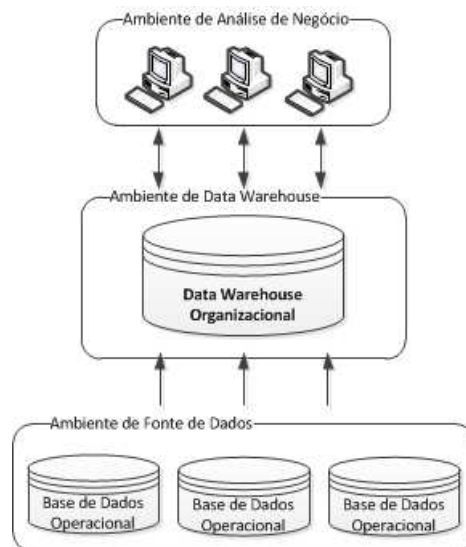 Ambiente de Análise de Negócio
Ambiente de Data Warehouse
Data Warehouse
Organizacional
Ambiente de Fonte de Dados
Base de Dados
Operacional
Base de Dados
Operacional
Base de Dados
Operacional